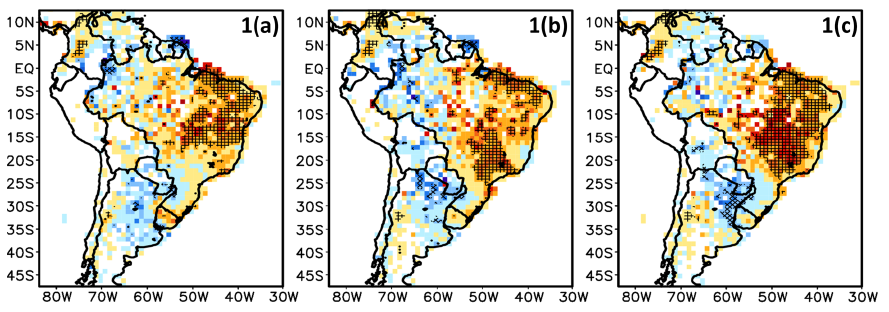 1(a) 1(b) 1(c)
10N 10N 10N
5N 5N 5N
EQ EQ EQ
5S 5S 5S
10S 10S 10S
15S 15S 15S
20S 20S 20S
25S 25S 25S
30S 30S 30S
35S 35S 35S
40S 40S 40S
45S 45S 45S
80W 70W 60W 50W 40W 30W 80W 70W 60W 50W 40W 30W 80W 70W 60W 50W 40W 30W